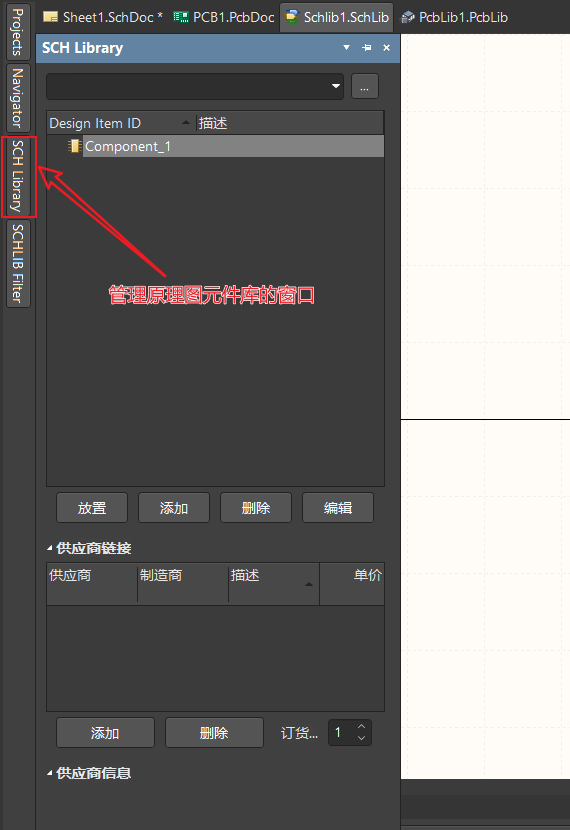 Sheet1.SchDoc * PCB1.PcbDoc Schlib1.SchLib PcbLib1.PcbLib
Projects
Navigator
SCH Library
SCHLIB Filter
SCH Library
...
Design Item ID 描述
Component_1
管理原理图元件库的窗口
放置 添加 删除 编辑
供应商链接
供应商 制造商 描述 单价
添加 删除 订货... 1
供应商信息